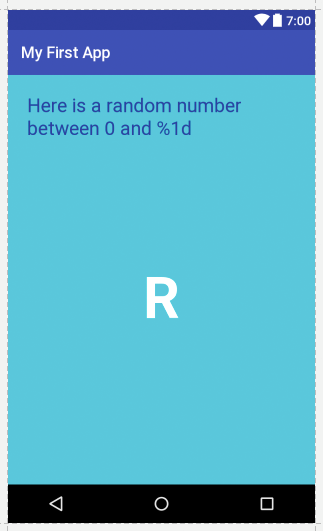 7:00
My First App
Here is a random number
between 0 and %1d
R